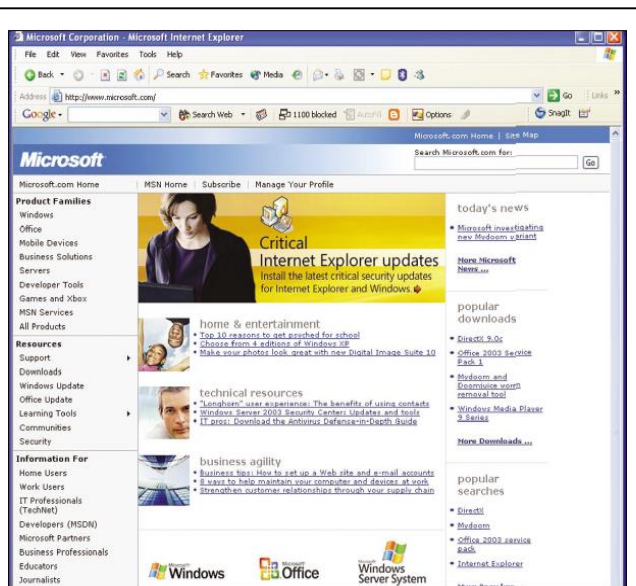 Microsoft Corporation - Microsoft Internet Explorer
File Edit View Favorites Tools Help
Back Search Favorites Media
Address http://www.microsoft.com/ Go Links »
Google Search Web 1100 blocked AutoFill Options SnagIt
Microsoft.com Home | Site Map
Microsoft
Search Microsoft.com for:
Go
Microsoft.com Home | MSN Home | Subscribe | Manage Your Profile
Product Families
Windows
Office
Mobile Devices
Business Solutions
Servers
Developer Tools
Games and Xbox
MSN Services
All Products
Resources
Support
Downloads
Windows Update
Office Update
Learning Tools
Communities
Security
Information For
Home Users
Work Users
IT Professionals
(TechNet)
Developers (MSDN)
Microsoft Partners
Business Professionals
Educators
Journalists
Critical
Internet Explorer updates
Install the latest critical security updates
for Internet Explorer and Windows.
home & entertainment
• Top 10 reasons to get psyched for school
• Choose from 4 editions of Windows XP
• Make your photos look great with new Digital Image Suite 10
technical resources
• "Longhorn" user experience: The benefits of using contacts
• Windows Server 2003 Security Center: Updates and tools
• IT pros: Download the Antivirus Defense-in-Depth Guide
business agility
• Business tips: How to set up a Web site and e-mail accounts
• 8 ways to help maintain your computer and devices at work
• Strengthen customer relationships through your supply chain
Microsoft Windows
Microsoft Office
Microsoft Windows
Server System
today's news
• Microsoft investigating
new Mydoom variant
More Microsoft
News ...
popular
downloads
• DirectX 9.0c
• Office 2003 Service
Pack 1
• Mydoom and
Doomjuice worm
removal tool
• Windows Media Player
9 Series
More Downloads ...
popular
searches
• DirectX
• Mydoom
• Office 2003 service
pack
• Internet Explorer